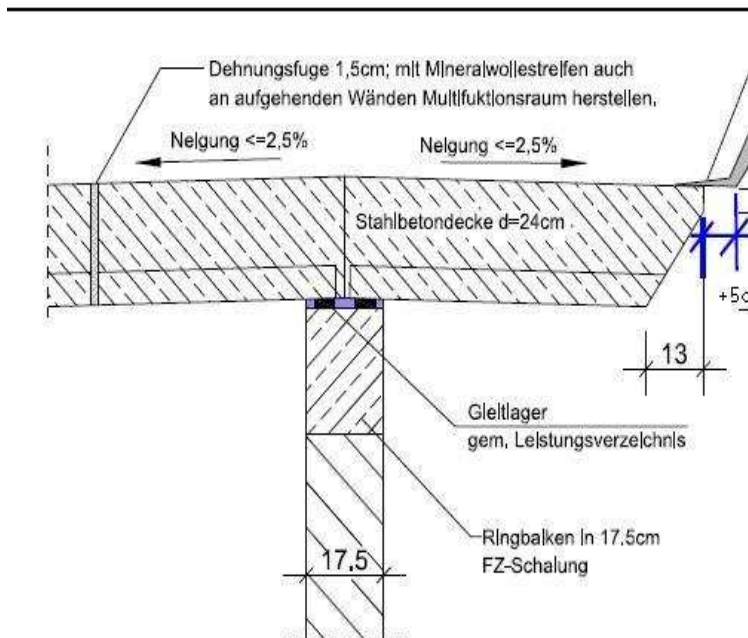 Dehnungsfuge 1,5cm; mit Mineralwollestreifen auch
an aufgehenden Wänden Multifuktionsraum herstellen.
Neigung <=2,5%
Neigung <=2,5%
Stahlbetondecke d=24cm
+5c
13
Gleitlager
gem. Leistungsverzeichnis
Ringbalken in 17.5cm
FZ-Schalung
17.5